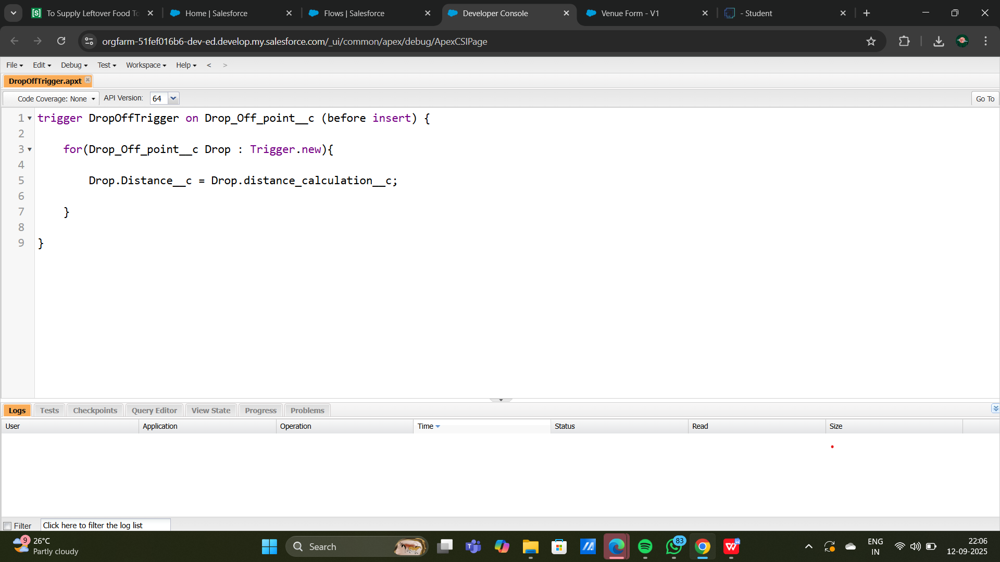 To Supply Leftover Food To
Home | Salesforce
Flows | Salesforce
Developer Console
Venue Form - V1
- Student
orgfarm-51fef016b6-dev-ed.develop.my.salesforce.com/_ui/common/apex/debug/ApexCSIPage
File Edit Debug Test Workspace Help < >
DropOffTrigger.apxt
Code Coverage: None API Version: 64 Go To
1 trigger DropOffTrigger on Drop_Off_point__c (before insert) {
2
3 for(Drop_Off_point__c Drop : Trigger.new){
4
5 Drop.Distance__c = Drop.distance_calculation__c;
6
7 }
8
9 }
Logs Tests Checkpoints Query Editor View State Progress Problems
User Application Operation Time Status Read Size
Filter Click here to filter the log list
9 26°C
Partly cloudy
Search
83
ENG
IN
22:06
12-09-2025